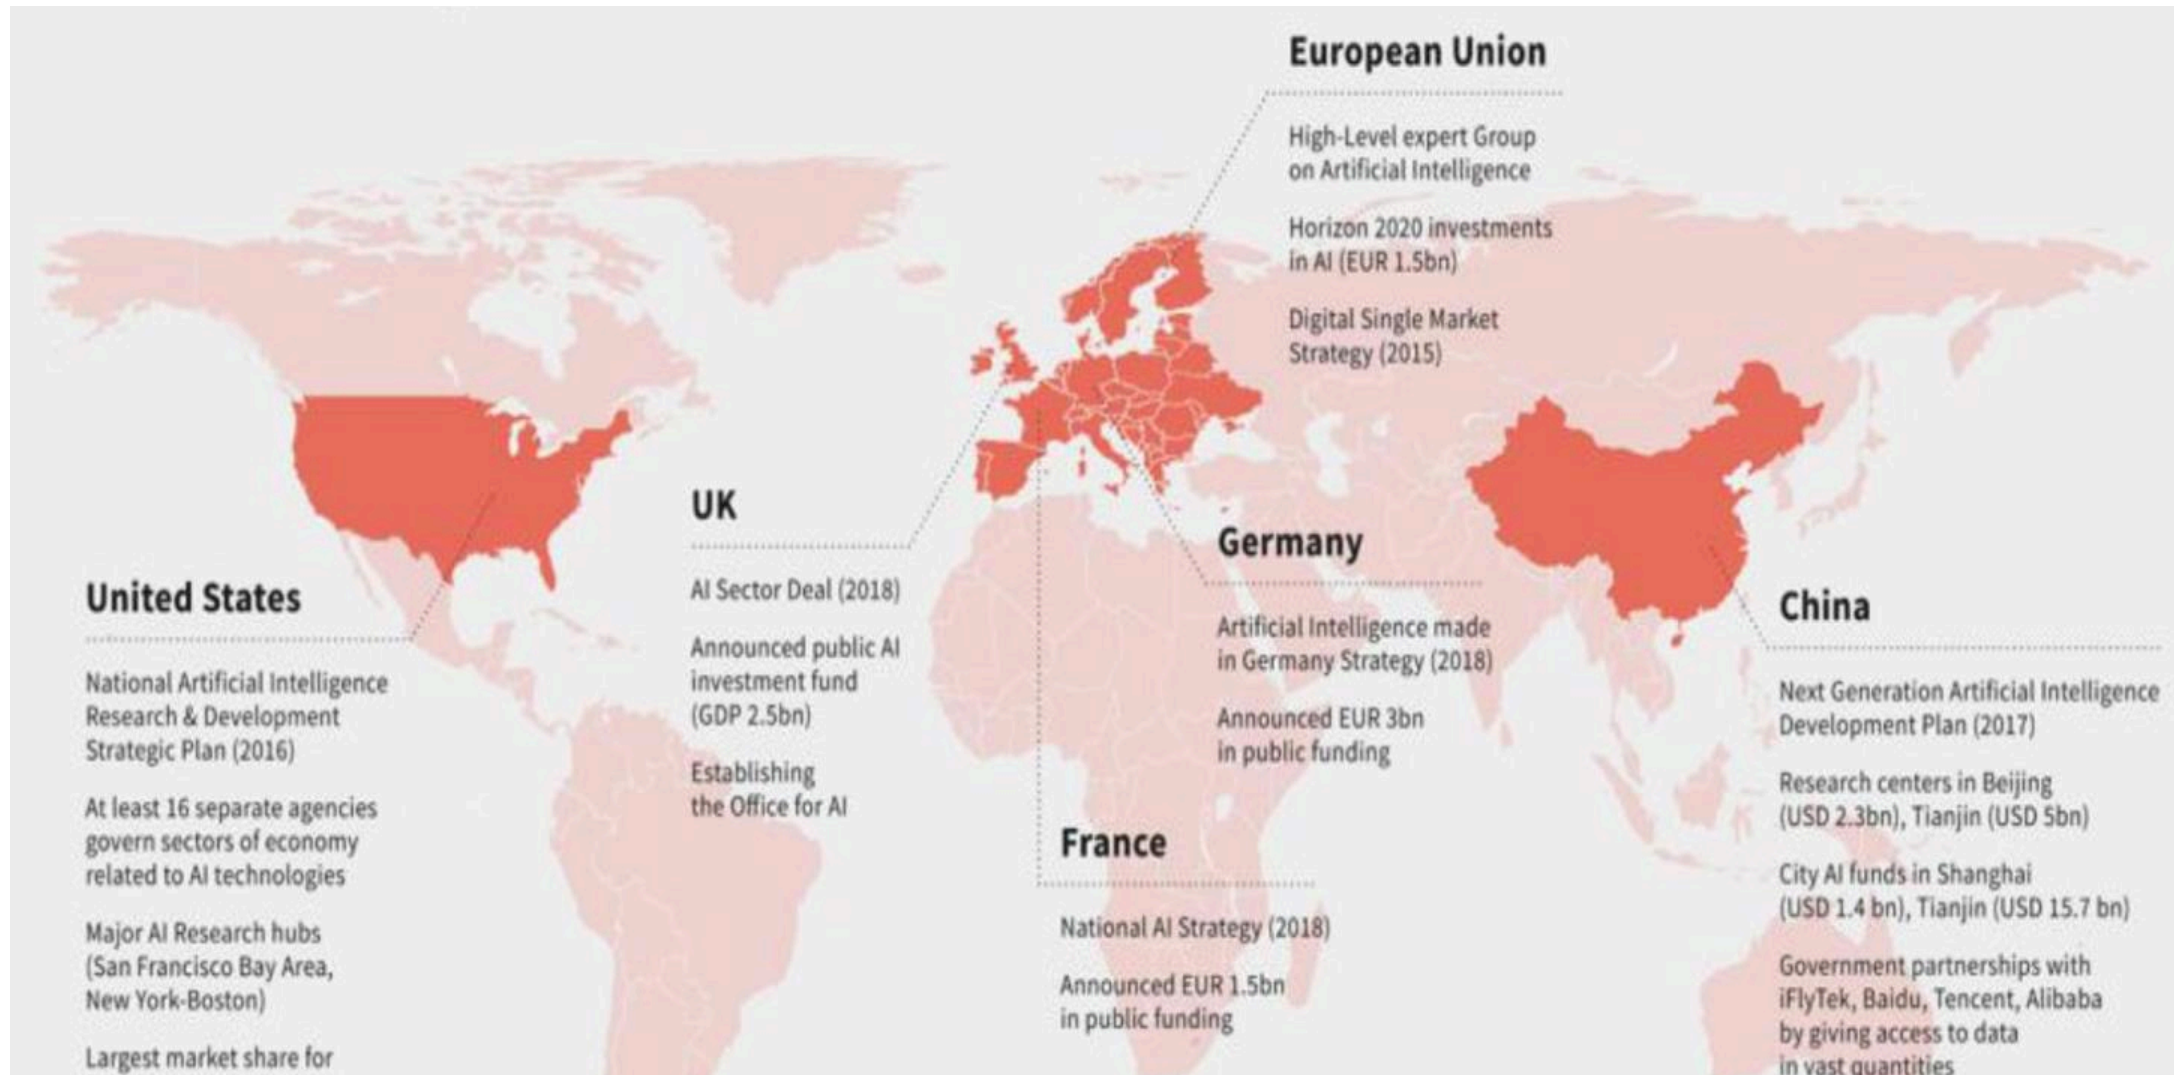 European Union
High-Level expert Group
on Artificial Intelligence
Horizon 2020 investments
in AI (EUR 1.5bn)
Digital Single Market
Strategy (2015)
UK
AI Sector Deal (2018)
Announced public AI
investment fund
(GDP 2.5bn)
Establishing
the Office for AI
Germany
Artificial Intelligence made
in Germany Strategy (2018)
Announced EUR 3bn
in public funding
United States
National Artificial Intelligence
Research & Development
Strategic Plan (2016)
At least 16 separate agencies
govern sectors of economy
related to AI technologies
Major AI Research hubs
(San Francisco Bay Area,
New York-Boston)
Largest market share for
France
National AI Strategy (2018)
Announced EUR 1.5bn
in public funding
China
Next Generation Artificial Intelligence
Development Plan (2017)
Research centers in Beijing
(USD 2.3bn), Tianjin (USD 5bn)
City AI funds in Shanghai
(USD 1.4 bn), Tianjin (USD 15.7 bn)
Government partnerships with
iFlyTek, Baidu, Tencent, Alibaba
by giving access to data
in vast quantities